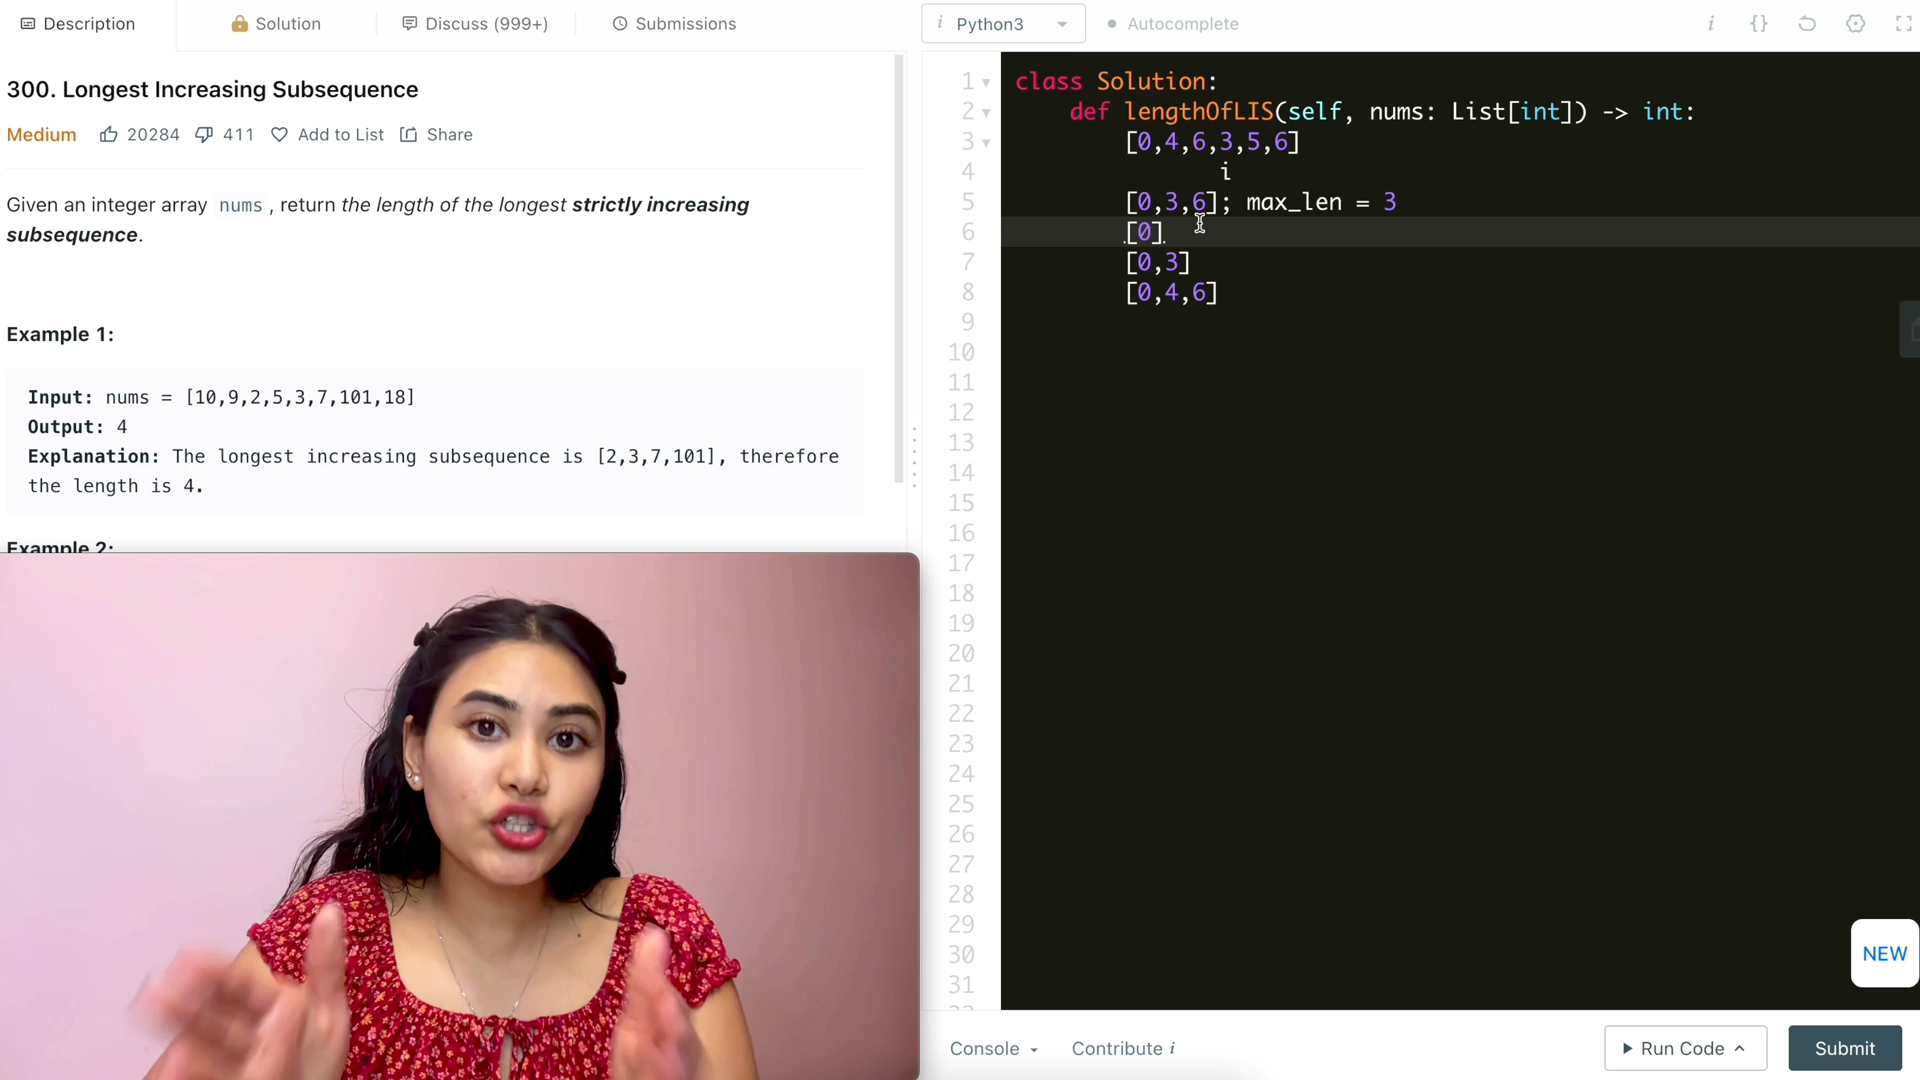 Description
Solution
Discuss (999+)
Submissions
i Python3
Autocomplete
i {}
300. Longest Increasing Subsequence
Medium 20284 411 Add to List Share
Given an integer array nums, return the length of the longest strictly increasing
subsequence.
Example 1:
Input: nums = [10,9,2,5,3,7,101,18]
Output: 4
Explanation: The longest increasing subsequence is [2,3,7,101], therefore
the length is 4.
Example 2:
1 class Solution:
2 def lengthOfLIS(self, nums: List[int]) -> int:
3 [0,4,6,3,5,6]
4 i
5 [0,3,6]; max_len = 3
6 [0]
7 [0,3]
8 [0,4,6]
9
10
11
12
13
14
15
16
17
18
19
20
21
22
23
24
25
26
27
28
29
30
31
NEW
Console
Contribute i
Run Code
Submit